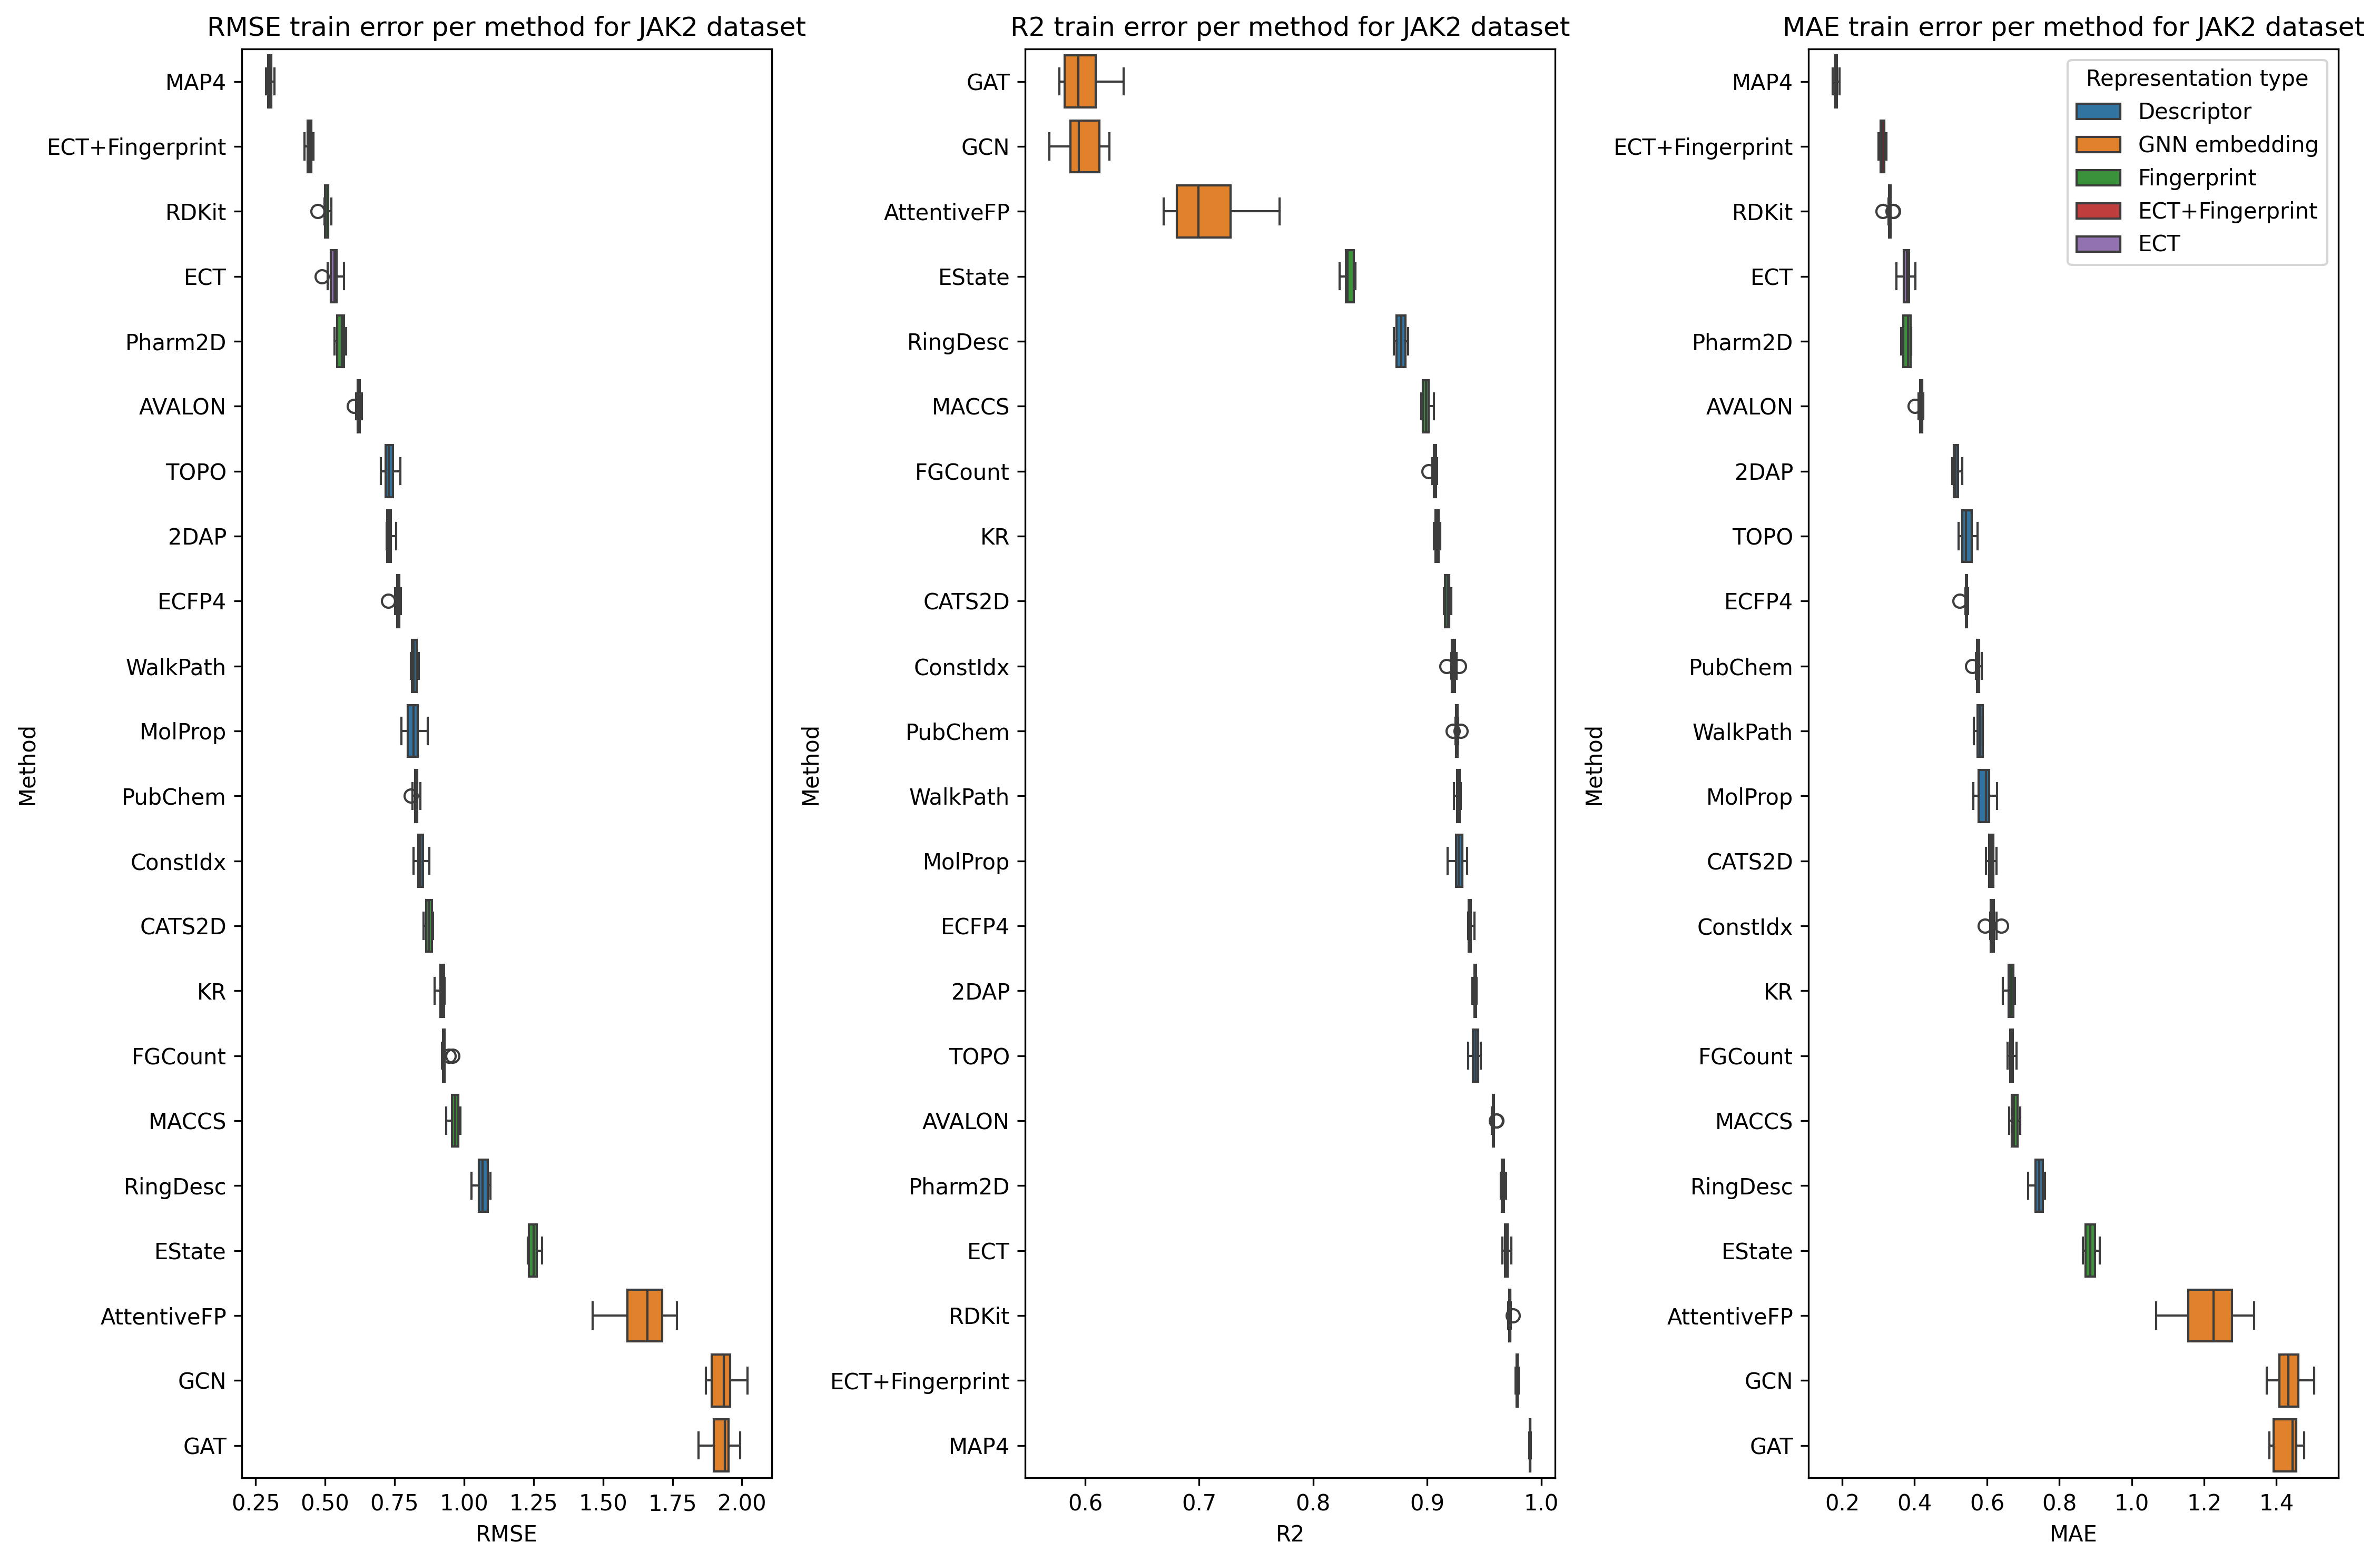 RMSE train error per method for JAK2 dataset
Method
MAP4
ECT+Fingerprint
RDKit
ECT
Pharm2D
AVALON
TOPO
2DAP
ECFP4
WalkPath
MolProp
PubChem
ConstIdx
CATS2D
KR
FGCount
MACCS
RingDesc
EState
AttentiveFP
GCN
GAT
0.25 0.50 0.75 1.00 1.25 1.50 1.75 2.00
RMSE
R2 train error per method for JAK2 dataset
Method
GAT
GCN
AttentiveFP
EState
RingDesc
MACCS
FGCount
KR
CATS2D
ConstIdx
PubChem
WalkPath
MolProp
ECFP4
2DAP
TOPO
AVALON
Pharm2D
ECT
RDKit
ECT+Fingerprint
MAP4
0.6 0.7 0.8 0.9 1.0
R2
MAE train error per method for JAK2 dataset
Method
MAP4
ECT+Fingerprint
RDKit
ECT
Pharm2D
AVALON
2DAP
TOPO
ECFP4
PubChem
WalkPath
MolProp
CATS2D
ConstIdx
KR
FGCount
MACCS
RingDesc
EState
AttentiveFP
GCN
GAT
0.2 0.4 0.6 0.8 1.0 1.2 1.4
MAE
Representation type
Descriptor
GNN embedding
Fingerprint
ECT+Fingerprint
ECT